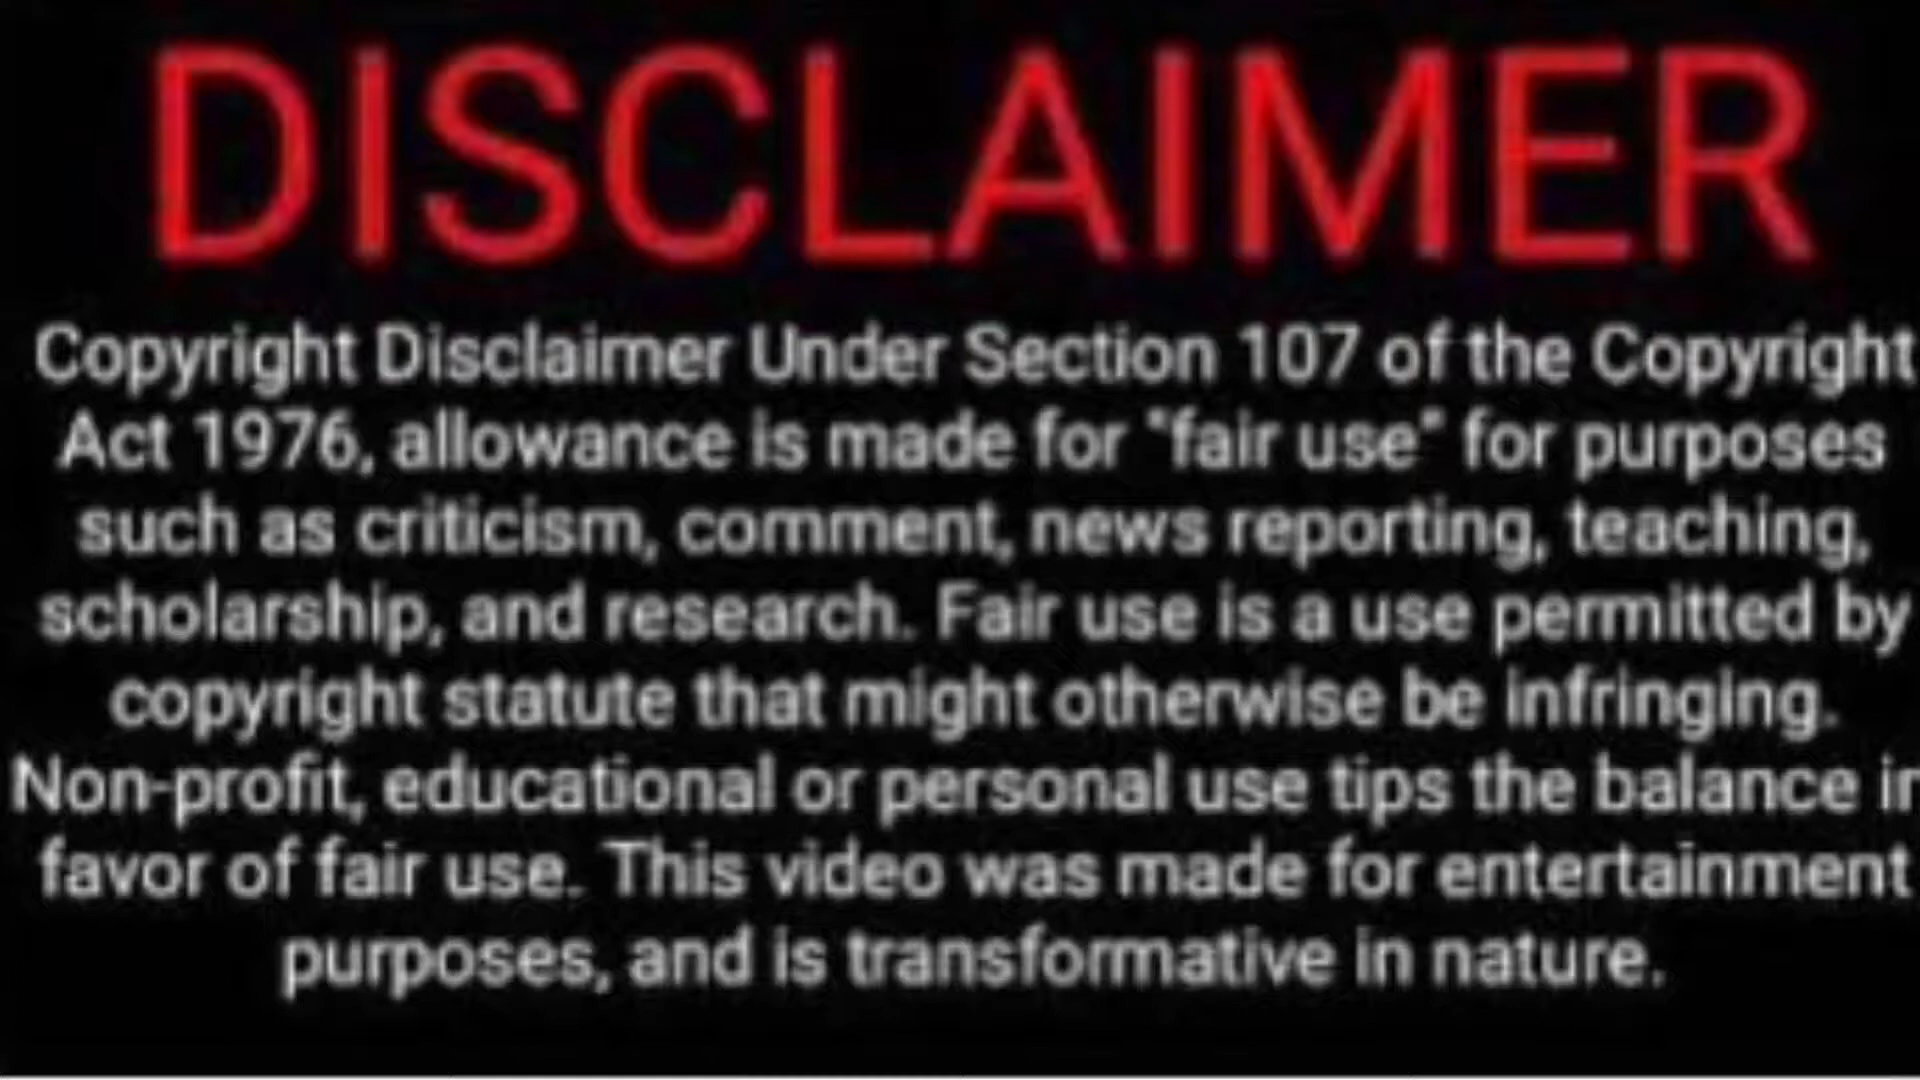 DISCLAIMER
Copyright Disclaimer Under Section 107 of the Copyright
Act 1976, allowance is made for "fair use" for purposes
such as criticism, comment, news reporting, teaching,
scholarship, and research. Fair use is a use permitted by
copyright statute that might otherwise be infringing.
Non-profit, educational or personal use tips the balance in
favor of fair use. This video was made for entertainment
purposes, and is transformative in nature.